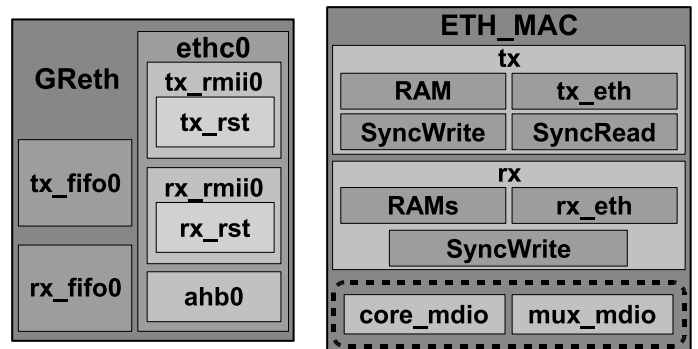 GReth
ethc0
tx_rmii0
tx_rst
tx_fifo0
rx_rmii0
rx_rst
rx_fifo0
ahb0
ETH_MAC
tx
RAM
tx_eth
SyncWrite
SyncRead
rx
RAMs
rx_eth
SyncWrite
core_mdio
mux_mdio